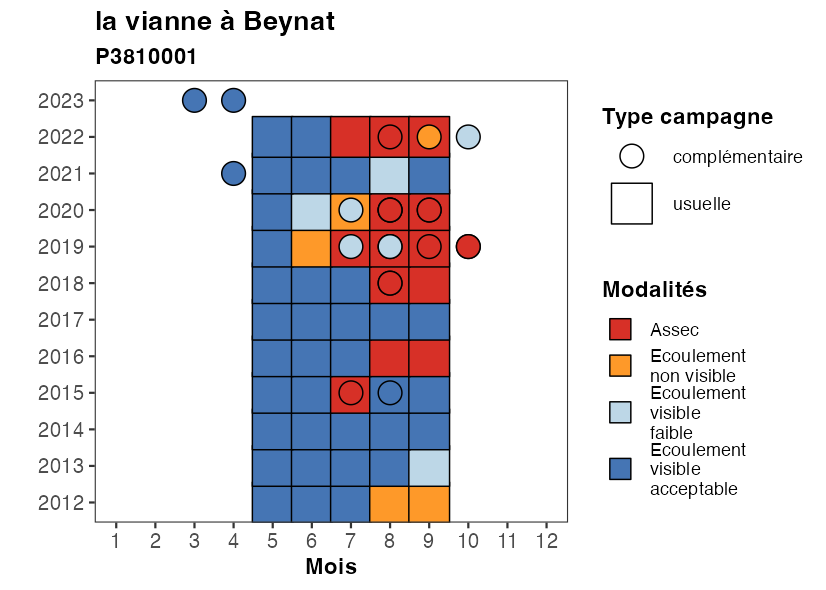 la vianne à Beynat
P3810001
2023
2022
2021
2020
2019
2018
2017
2016
2015
2014
2013
2012
1 2 3 4 5 6 7 8 9 10 11 12
Mois
Type campagne
complémentaire
usuelle
Modalités
Assec
Ecoulement
non visible
Ecoulement
visible
faible
Ecoulement
visible
acceptable